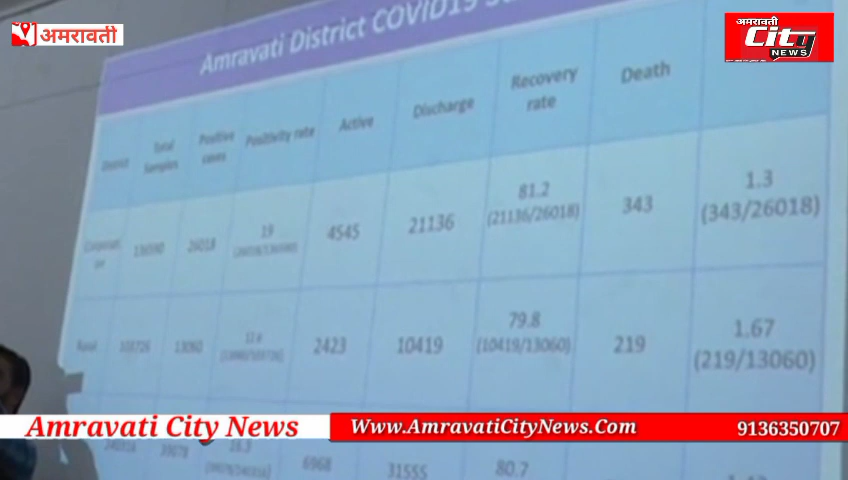 अमरावती
अमरावती
City
NEWS
Amravati District COVID19
District Total Samples Positive cases Positivity rate Active Discharge Recovery rate Death
26018 19 4545 21136 81.2 (21136/26018) 343 1.3 (343/26018)
Rural 13060 2423 10419 79.8 (10419/13060) 219 1.67 (219/13060)
39078 16.3 6968 31555 80.7
Amravati City News
Www.AmravatiCityNews.Com
9136350707